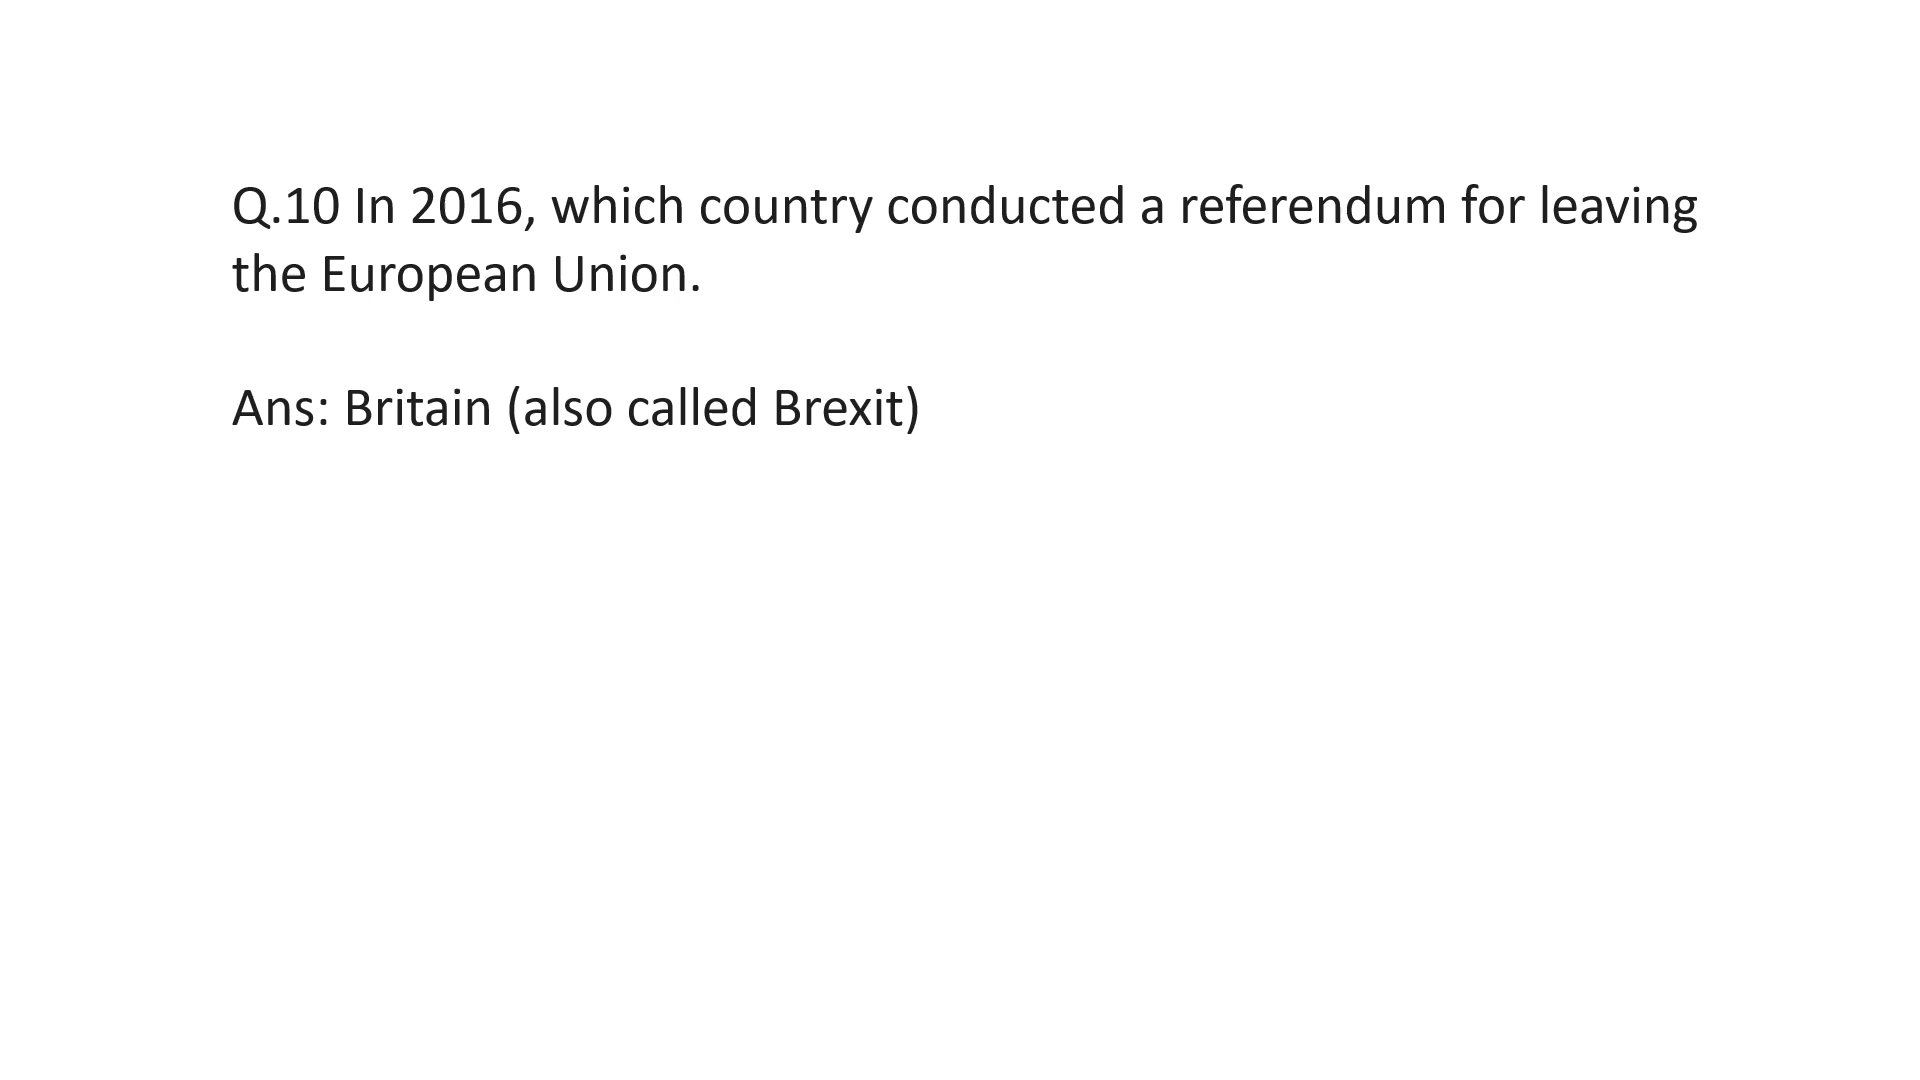 Q.10 In 2016, which country conducted a referendum for leaving
the European Union.
Ans: Britain (also called Brexit)